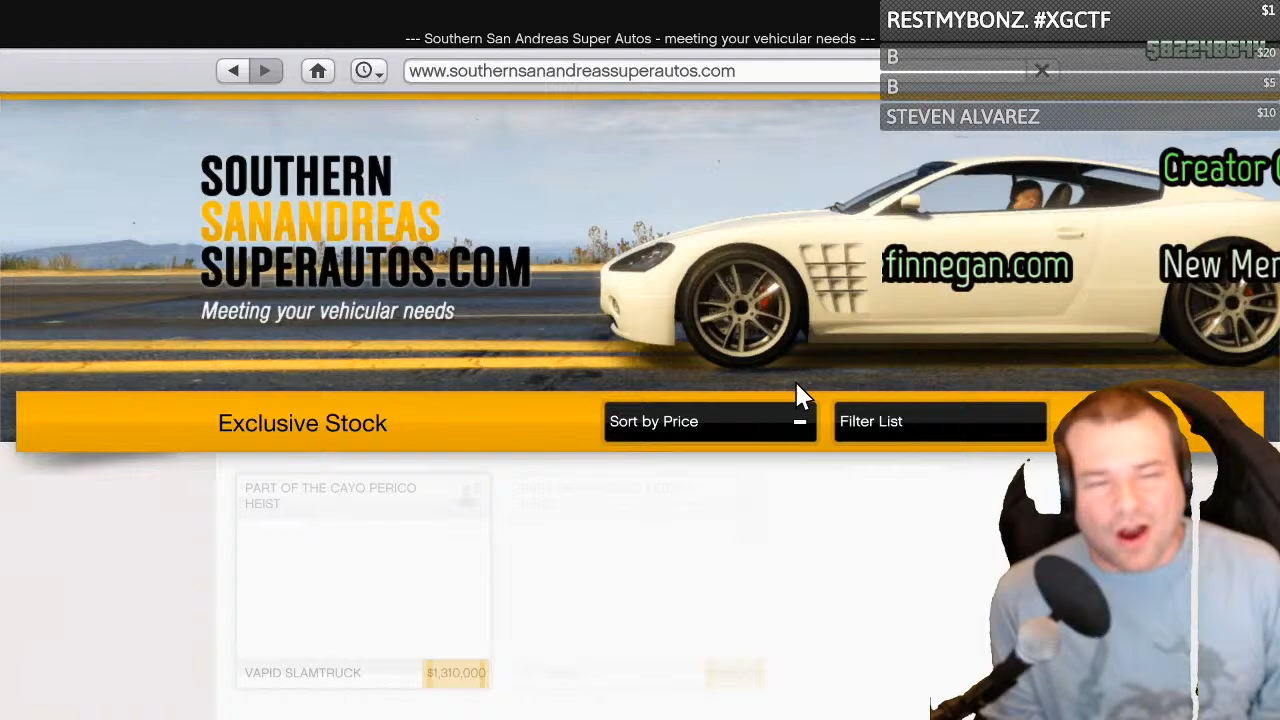 RESTMYBONZ. #XGCTF $1
--- Southern San Andreas Super Autos - meeting your vehicular needs ---
B $20
B $5
STEVEN ALVAREZ $10
www.southernsanandreassuperautos.com
SOUTHERN
SANANDREAS
SUPERAUTOS.COM
Meeting your vehicular needs
Creator
finnegan.com
New Mem
Exclusive Stock
Sort by Price
Filter List
PART OF THE CAYO PERICO
HEIST
VAPID SLAMTRUCK $1,310,000